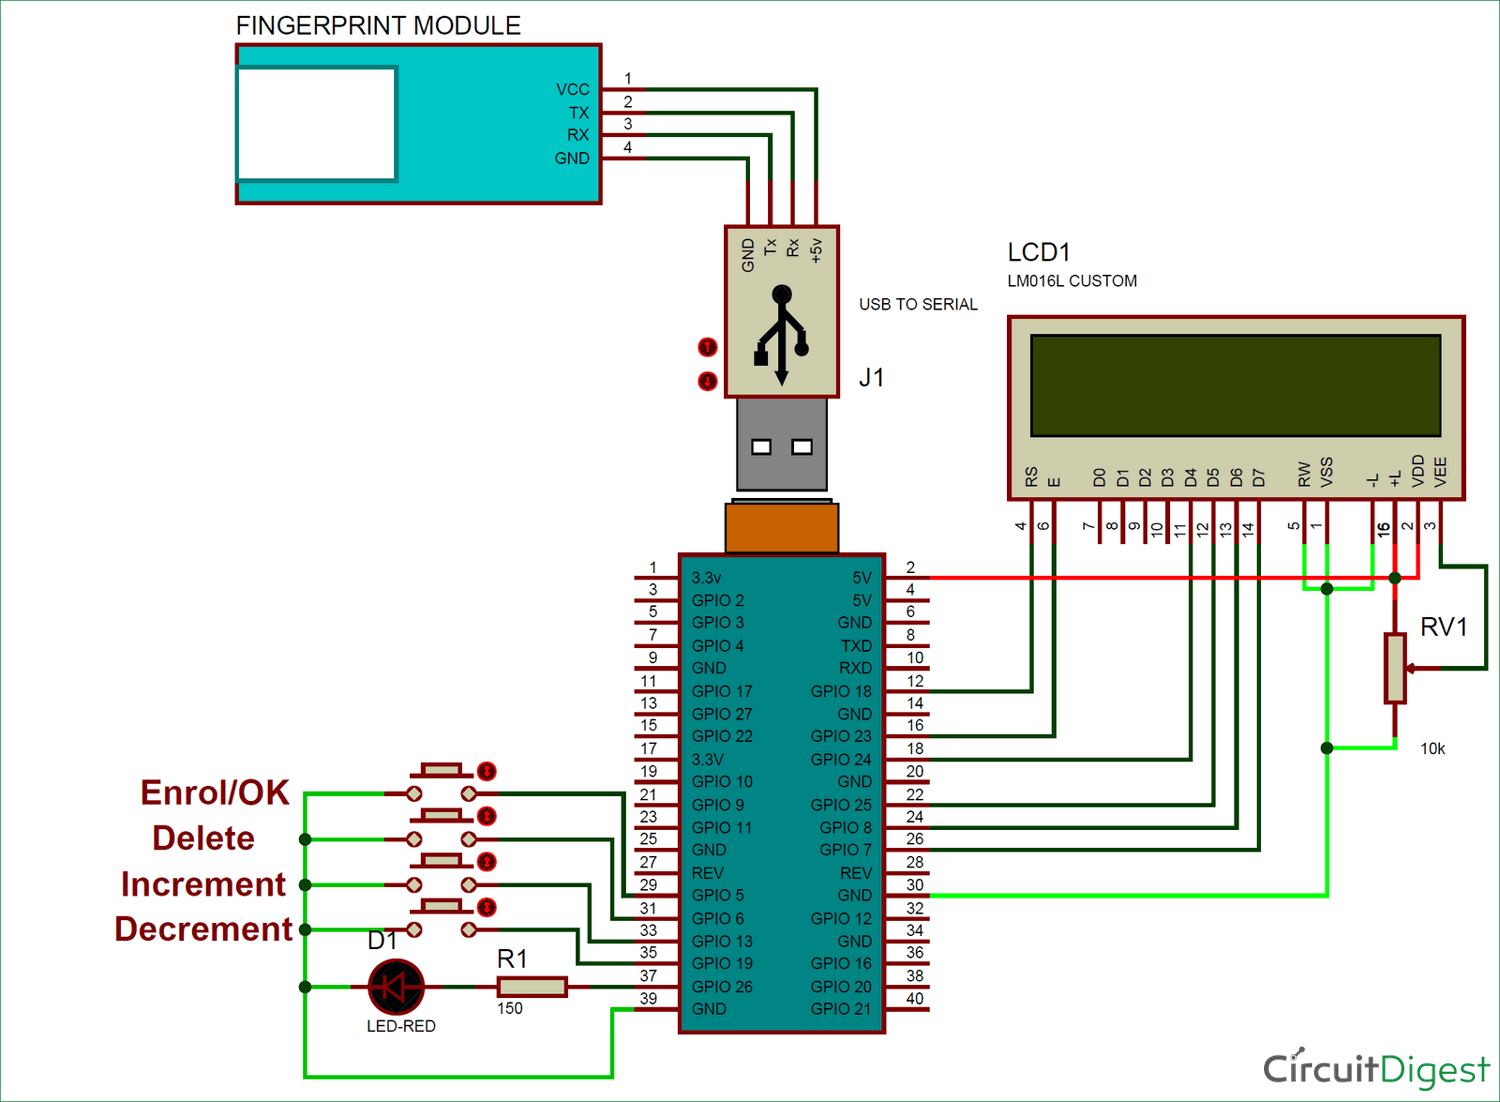 FINGERPRINT MODULE
VCC 1
TX 2
RX 3
GND 4
GND Tx Rx +5v
USB TO SERIAL
J1
LCD1
LM016L CUSTOM
RS E D0 D1 D2 D3 D4 D5 D6 D7 RW VSS -L +L VDD VEE
4 6 7 8 9 10 11 12 13 14 5 1 2 3
RV1
10k
1 3.3v 5V 2
3 GPIO 2 5V 4
5 GPIO 3 GND 6
7 GPIO 4 TXD 8
9 GND RXD 10
11 GPIO 17 GPIO 18 12
13 GPIO 27 GND 14
15 GPIO 22 GPIO 23 16
17 3.3V GPIO 24 18
19 GPIO 10 GND 20
21 GPIO 9 GPIO 25 22
23 GPIO 11 GPIO 8 24
25 GND GPIO 7 26
27 REV REV 28
29 GPIO 5 GND 30
31 GPIO 6 GPIO 12 32
33 GPIO 13 GND 34
35 GPIO 19 GPIO 16 36
37 GPIO 26 GPIO 20 38
39 GND GPIO 21 40
Enrol/OK
Delete
Increment
Decrement
D1
LED-RED
R1
150
CircuitDigest